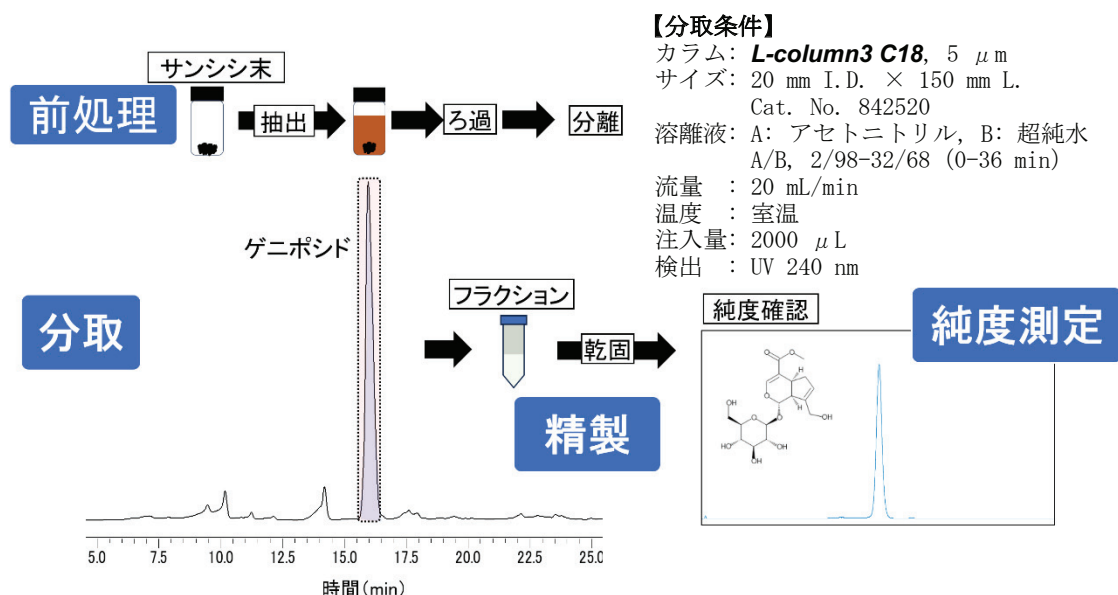 サンシシ末
前処理
抽出
ろ過
分離
【分取条件】
カラム: L-column3 C18, 5 μm
サイズ: 20 mm I.D. × 150 mm L.
Cat. No. 842520
溶離液: A: アセトニトリル, B: 超純水
A/B, 2/98-32/68 (0-36 min)
流量 : 20 mL/min
温度 : 室温
注入量: 2000 μL
検出 : UV 240 nm
ゲニポシド
分取
フラクション
乾固
精製
純度確認
純度測定
O
O
H
O
H
O
OH
OH
O
HO
OH
OH
5.0 7.5 10.0 12.5 15.0 17.5 20.0 22.5 25.0
時間(min)